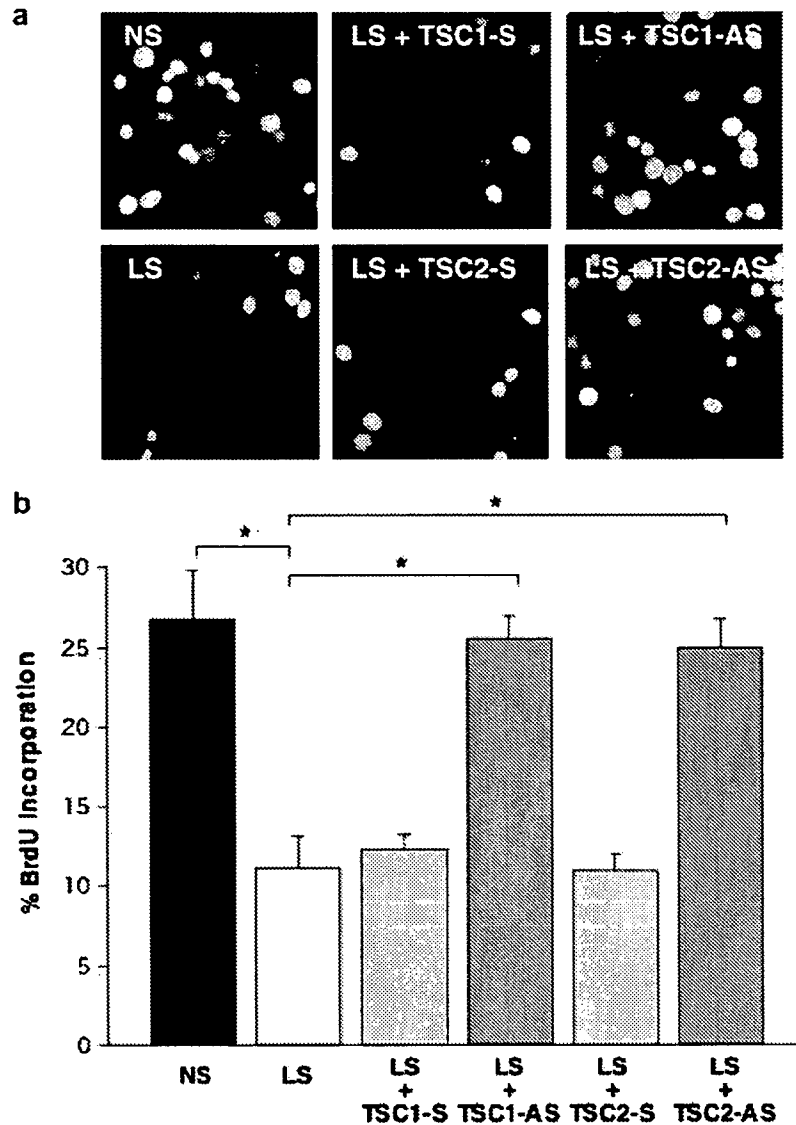 a
NS
LS + TSC1-S
LS + TSC1-AS
LS
LS + TSC2-S
LS + TSC2-AS
b
*
*
*
30
25
20
15
10
5
0
% BrdU Incorporation
NS
LS
LS
+
TSC1-S
LS
+
TSC1-AS
LS
+
TSC2-S
LS
+
TSC2-AS